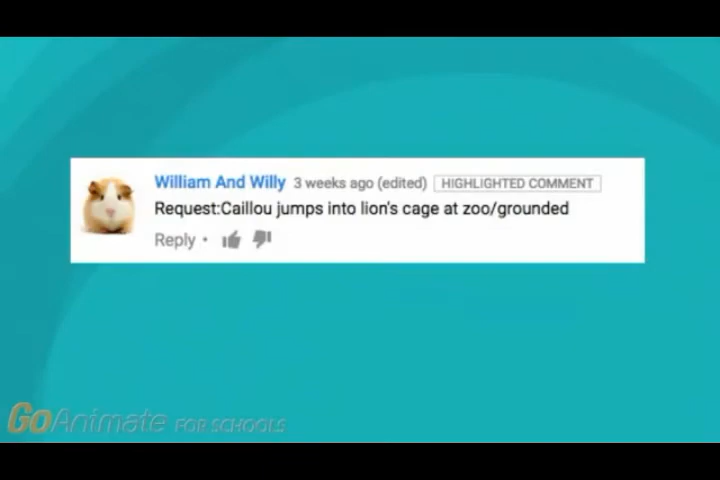 William And Willy 3 weeks ago (edited) HIGHLIGHTED COMMENT
Request:Caillou jumps into lion's cage at zoo/grounded
Reply •
GoAnimate FOR SCHOOLS